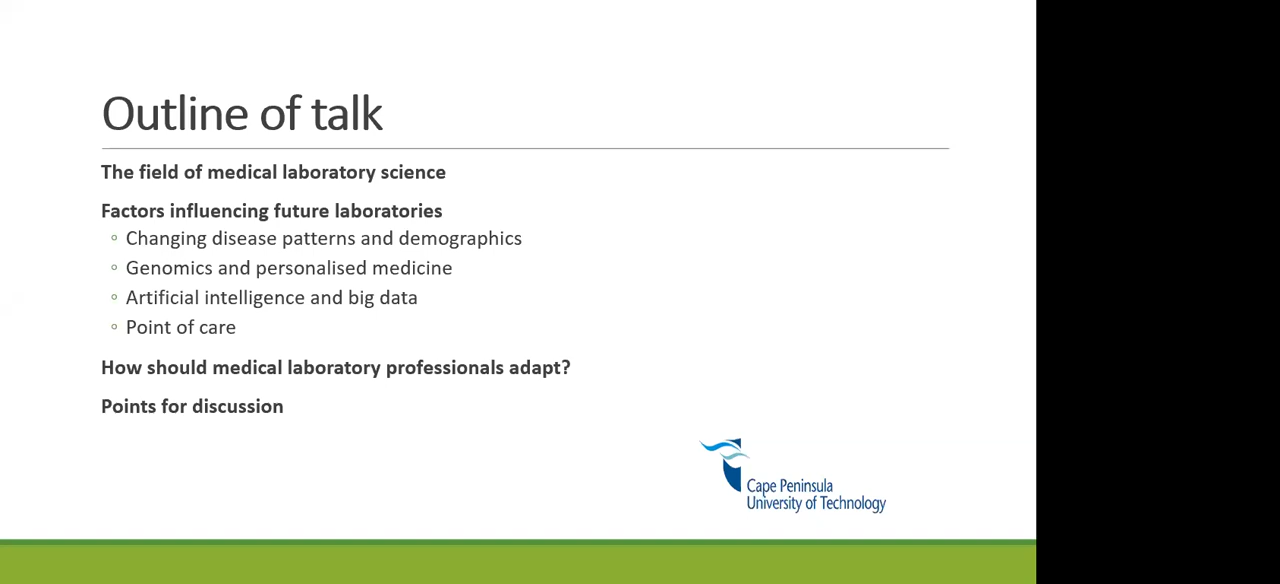 Outline of talk
The field of medical laboratory science
Factors influencing future laboratories
◦ Changing disease patterns and demographics
◦ Genomics and personalised medicine
◦ Artificial intelligence and big data
◦ Point of care
How should medical laboratory professionals adapt?
Points for discussion
Cape Peninsula
University of Technology